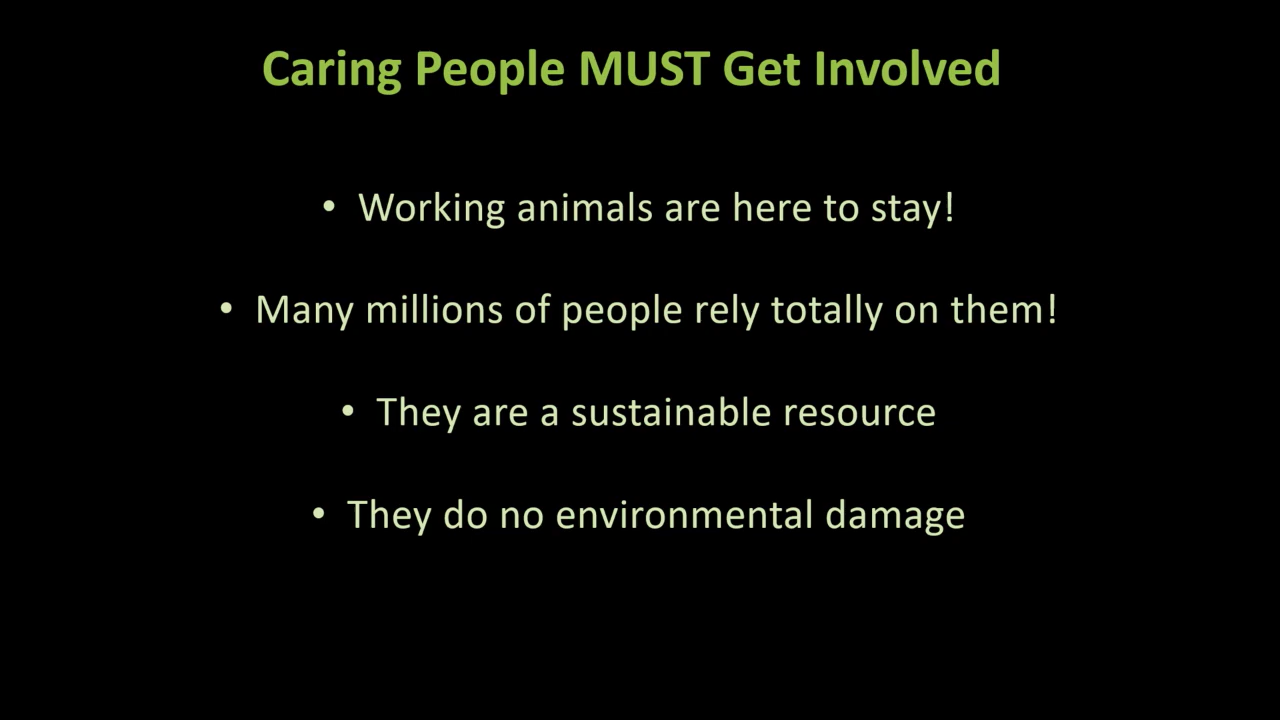 Caring People MUST Get Involved
• Working animals are here to stay!
• Many millions of people rely totally on them!
• They are a sustainable resource
• They do no environmental damage